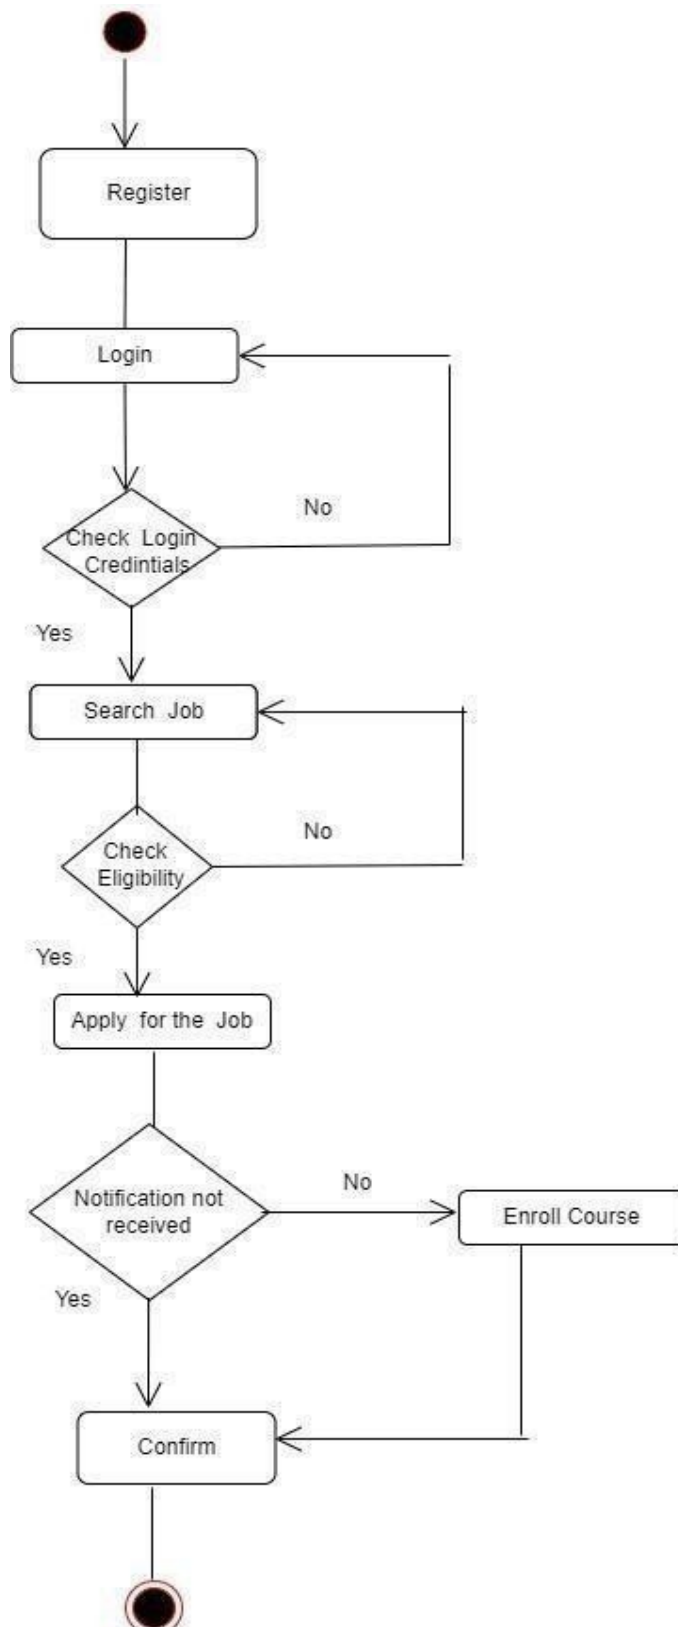 Register
Login
No
Check Login
Credintials
Yes
Search Job
No
Check
Eligibility
Yes
Apply for the Job
No
Notification not
received
Enroll Course
Yes
Confirm